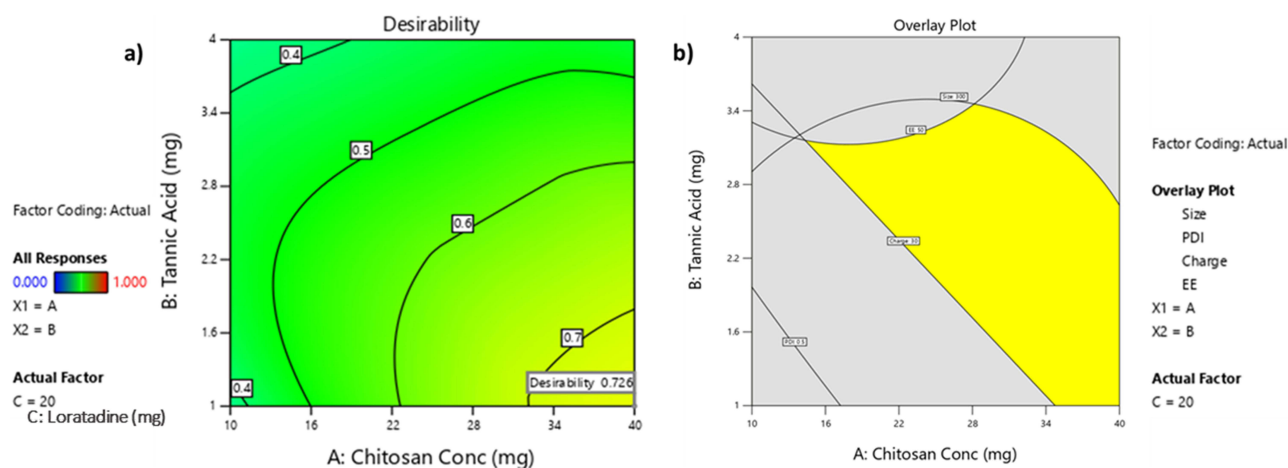 a)
Desirability
B: Tannic Acid (mg)
4
3.4
2.8
2.2
1.6
1
0.4
0.5
0.6
0.7
0.4
Desirability 0.726
10
16
22
28
34
40
A: Chitosan Conc (mg)
Factor Coding: Actual
All Responses
0.000 1.000
X1 = A
X2 = B
Actual Factor
C = 20
C: Loratadine (mg)
b)
Overlay Plot
B: Tannic Acid (mg)
4
3.4
2.8
2.2
1.6
1
Size: 300
EE: 50
Charge: 30
PDI: 0.5
10
16
22
28
34
40
A: Chitosan Conc (mg)
Factor Coding: Actual
Overlay Plot
Size
PDI
Charge
EE
X1 = A
X2 = B
Actual Factor
C = 20